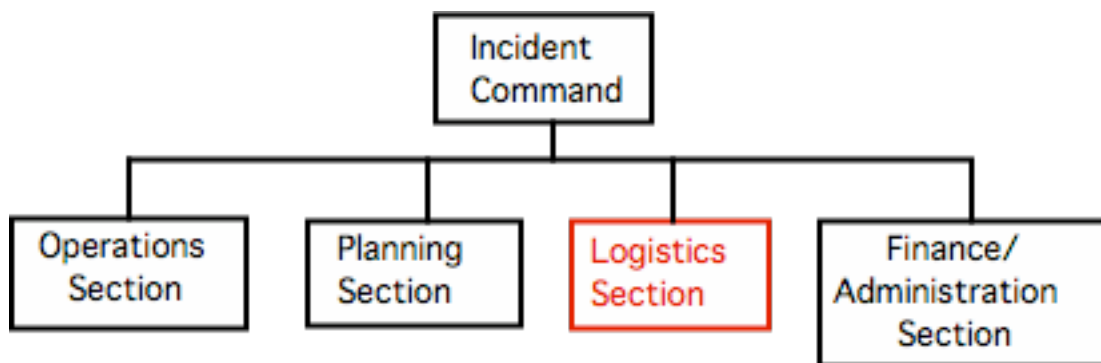 Incident
Command
Operations
Section
Planning
Section
Logistics
Section
Finance/
Administration
Section